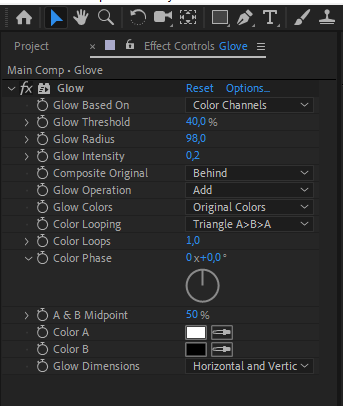 Project
× Effect Controls Glove
Main Comp • Glove
fx Glow Reset Options...
Glow Based On Color Channels
Glow Threshold 40,0 %
Glow Radius 98,0
Glow Intensity 0,2
Composite Original Behind
Glow Operation Add
Glow Colors Original Colors
Color Looping Triangle A>B>A
Color Loops 1,0
Color Phase 0 x +0,0 °
A & B Midpoint 50 %
Color A
Color B
Glow Dimensions Horizontal and Vertic